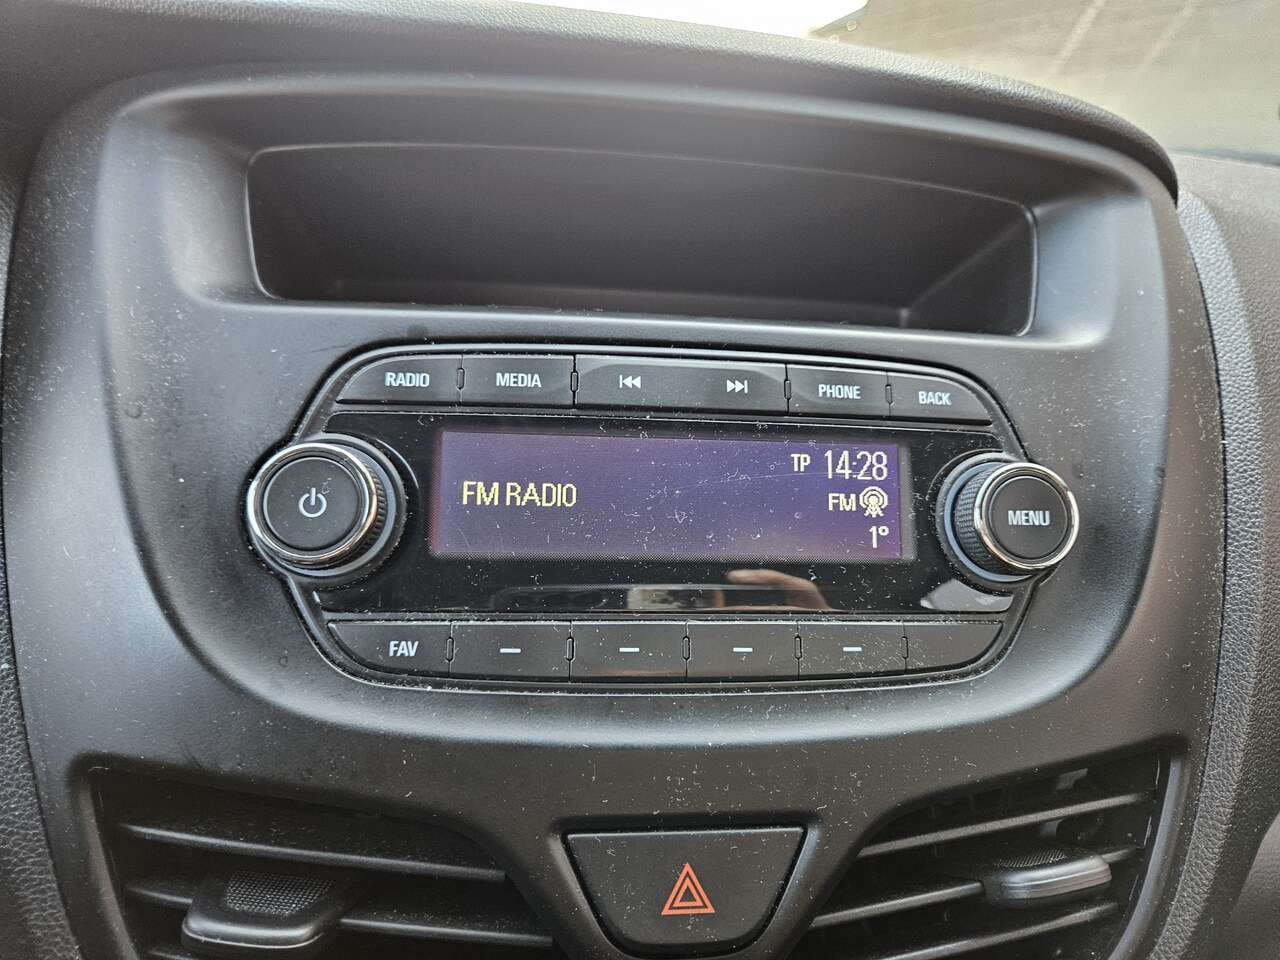 RADIO MEDIA PHONE BACK
TP 14:28
FM RADIO FM
1°
MENU
FAV